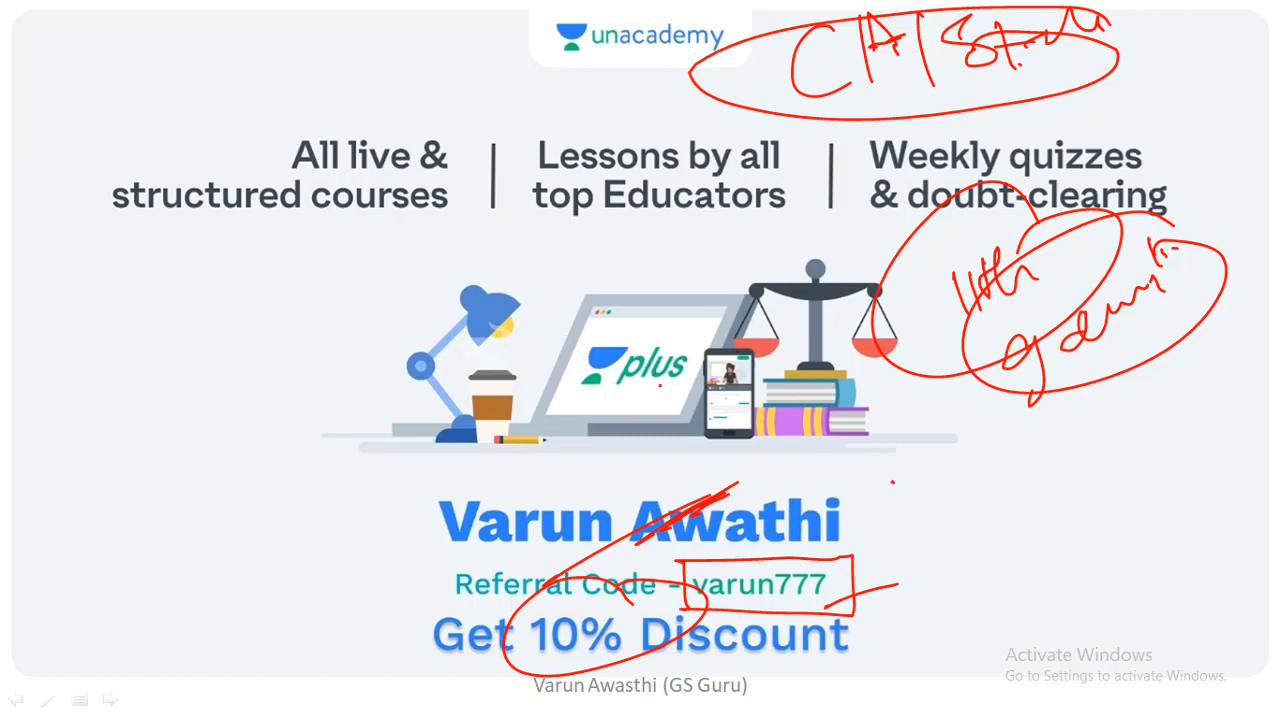 unacademy
All live &
structured courses
Lessons by all
top Educators
Weekly quizzes
& doubt-clearing
plus
Varun Awathi
Referral Code - varun777
Get 10% Discount
Activate Windows
Go to Settings to activate Windows.
Varun Awasthi (GS Guru)